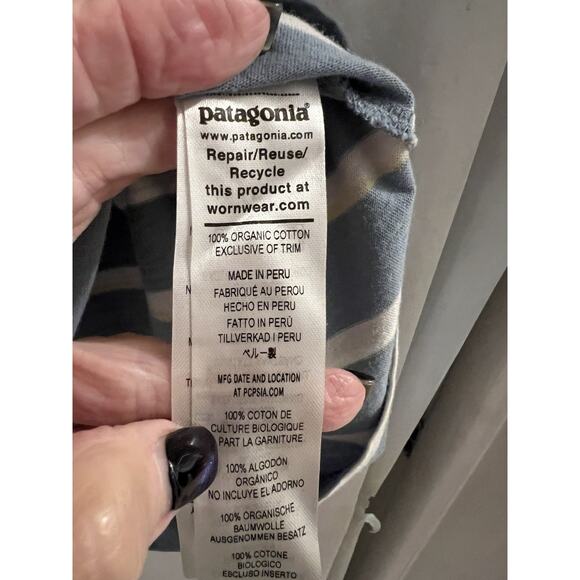 patagonia®
www.patagonia.com
Repair/Reuse/
Recycle
this product at
wornwear.com
100% ORGANIC COTTON
EXCLUSIVE OF TRIM
MADE IN PERU
FABRIQUÉ AU PEROU
HECHO EN PERU
FATTO IN PERÙ
TILLVERKAD I PERU
ペルー製
MFG DATE AND LOCATION
AT PCPSIA.COM
100% COTON DE
CULTURE BIOLOGIQUE
PART LA GARNITURE
100% ALGODÓN
ORGÁNICO
NO INCLUYE EL ADORNO
100% ORGANISCHE
BAUMWOLLE
AUSGENOMMEN BESATZ
100% COTONE
BIOLOGICO
ESCLUSO INSERTO